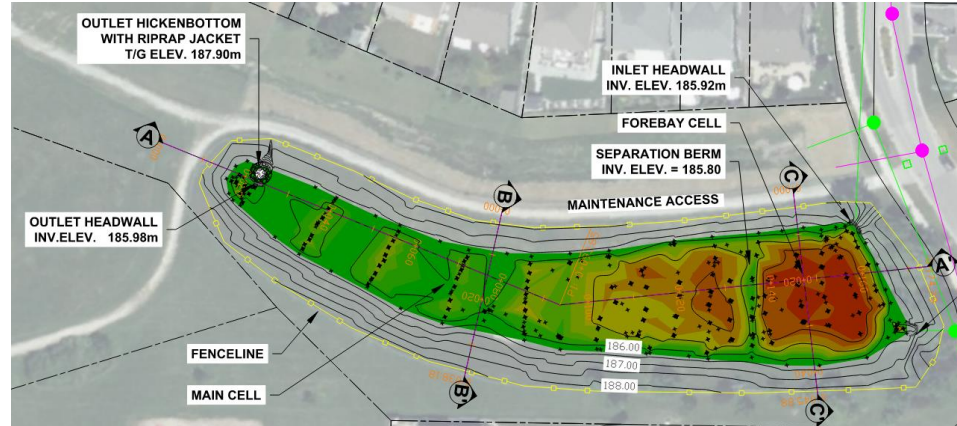 OUTLET HICKENBOTTOM
WITH RIPRAP JACKET
T/G ELEV. 187.90m
INLET HEADWALL
INV. ELEV. 185.92m
FOREBAY CELL
SEPARATION BERM
INV. ELEV. = 185.80
MAINTENANCE ACCESS
A
B
C
OUTLET HEADWALL
INV.ELEV. 185.98m
A'
FENCELINE
MAIN CELL
186.00
187.00
188.00
B'
C'